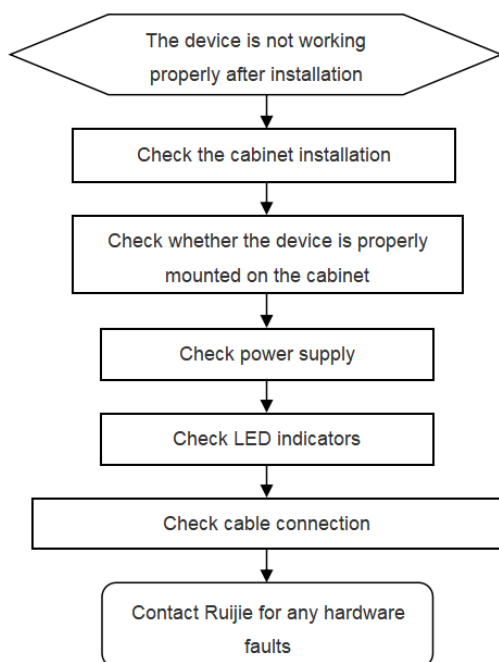 The device is not working
properly after installation
Check the cabinet installation
Check whether the device is properly
mounted on the cabinet
Check power supply
Check LED indicators
Check cable connection
Contact Ruijie for any hardware
faults